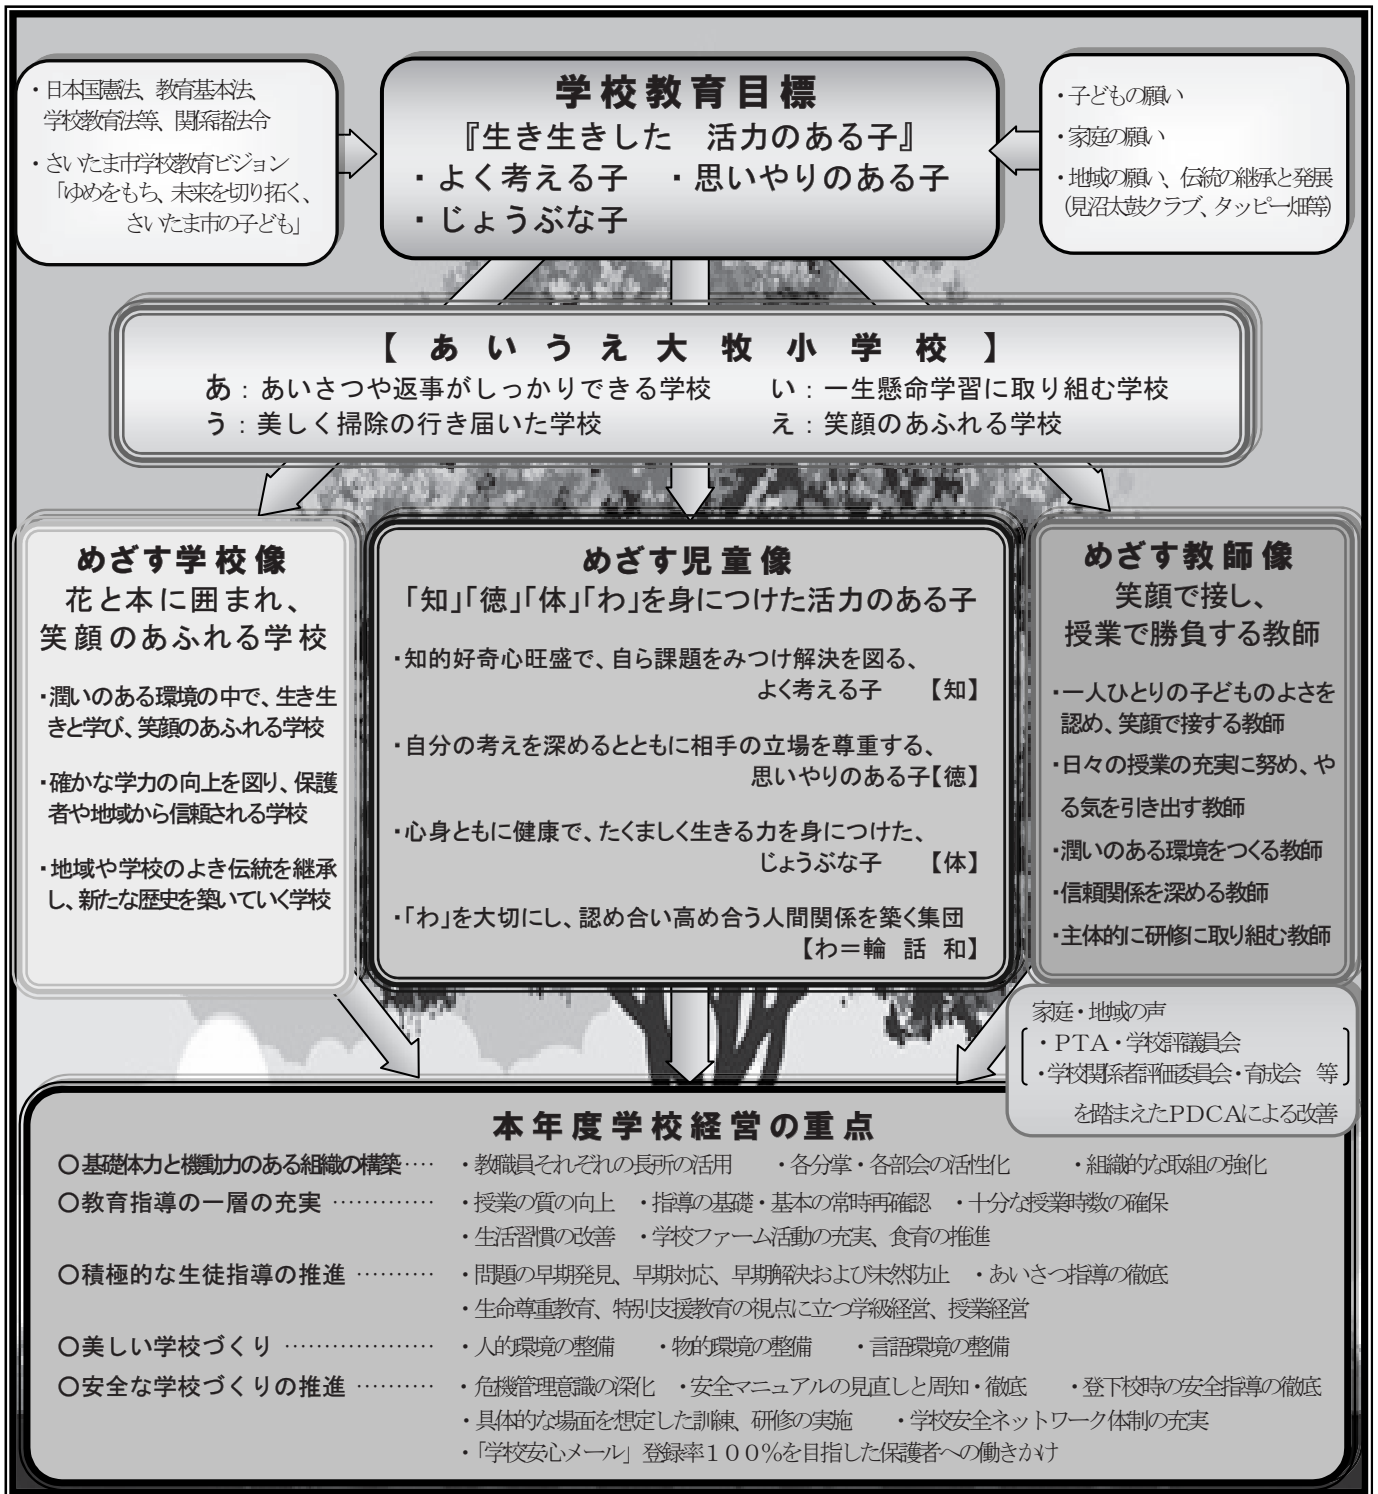 ・日本国憲法、教育基本法、
学校教育法等、関係諸法令
・さいたま市学校教育ビジョン
「ゆめをもち、未来を切り拓く、
さいたま市の子ども」
学校教育目標
『生き生きした　活力のある子』
・よく考える子　・思いやりのある子
・じょうぶな子
・子どもの願い
・家庭の願い
・地域の願い、伝統の継承と発展
(見沼太鼓クラブ、タッピー畑等)
【 あ い う え 大 牧 小 学 校 】
あ：あいさつや返事がしっかりできる学校　い：一生懸命学習に取り組む学校
う：美しく掃除の行き届いた学校　え：笑顔のあふれる学校
めざす学校像
花と本に囲まれ、
笑顔のあふれる学校
・潤いのある環境の中で、生き生
きと学び、笑顔のあふれる学校
・確かな学力の向上を図り、保護
者や地域から信頼される学校
・地域や学校のよき伝統を継承
し、新たな歴史を築いていく学校
めざす児童像
「知」「徳」「体」「わ」を身につけた活力のある子
・知的好奇心旺盛で、自ら課題をみつけ解決を図る、
よく考える子　【知】
・自分の考えを深めるとともに相手の立場を尊重する、
思いやりのある子【徳】
・心身ともに健康で、たくましく生きる力を身につけた、
じょうぶな子　【体】
・「わ」を大切にし、認め合い高め合う人間関係を築く集団
【わ＝輪 話 和】
めざす教師像
笑顔で接し、
授業で勝負する教師
・一人ひとりの子どものよさを
認め、笑顔で接する教師
・日々の授業の充実に努め、や
る気を引き出す教師
・潤いのある環境をつくる教師
・信頼関係を深める教師
・主体的に研修に取り組む教師
家庭・地域の声
・ＰＴＡ・学校評議員会
・学校関係者評価委員会・育成会　等
を踏まえたPDCAによる改善
本年度学校経営の重点
○基礎体力と機動力のある組織の構築････　・教職員それぞれの長所の活用　・各分掌・各部会の活性化　・組織的な取組の強化
○教育指導の一層の充実 ････････････　・授業の質の向上　・指導の基礎・基本の常時再確認　・十分な授業時数の確保
・生活習慣の改善　・学校ファーム活動の充実、食育の推進
○積極的な生徒指導の推進 ･････････　・問題の早期発見、早期対応、早期解決および未然防止　・あいさつ指導の徹底
・生命尊重教育、特別支援教育の視点に立つ学級経営、授業経営
○美しい学校づくり ･････････････････　・人的環境の整備　・物的環境の整備　・言語環境の整備
○安全な学校づくりの推進 ･････････　・危機管理意識の深化　・安全マニュアルの見直しと周知・徹底　・登下校時の安全指導の徹底
・具体的な場面を想定した訓練、研修の実施　・学校安全ネットワーク体制の充実
・「学校安心メール」登録率１００％を目指した保護者への働きかけ